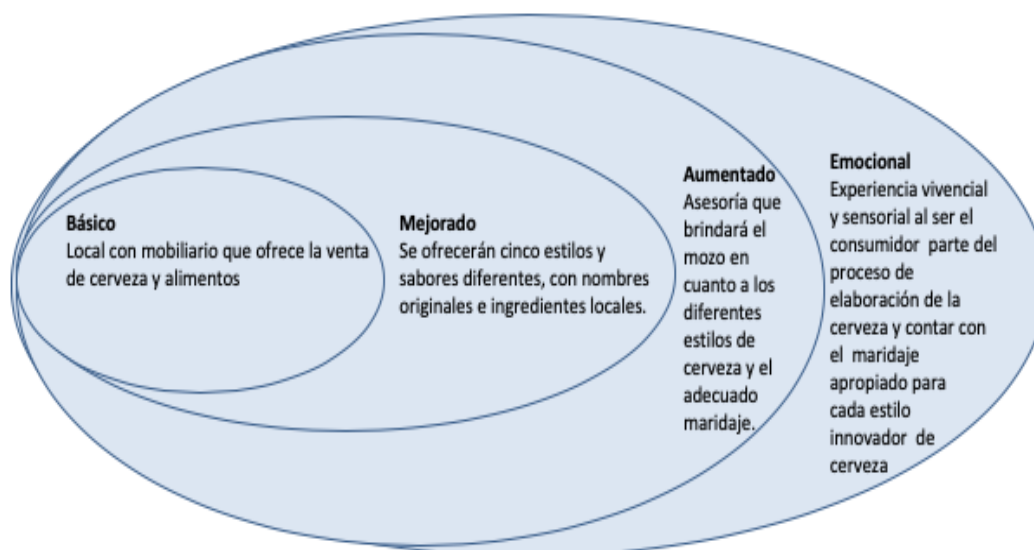 Básico
Local con mobiliario que ofrece la venta
de cerveza y alimentos
Mejorado
Se ofrecerán cinco estilos y
sabores diferentes, con nombres
originales e ingredientes locales.
Aumentado
Asesoría que
brindará el
mozo en
cuanto a los
diferentes
estilos de
cerveza y el
adecuado
maridaje.
Emocional
Experiencia vivencial
y sensorial al ser el
consumidor parte del
proceso de
elaboración de la
cerveza y contar con
el maridaje
apropiado para
cada estilo
innovador de
cerveza